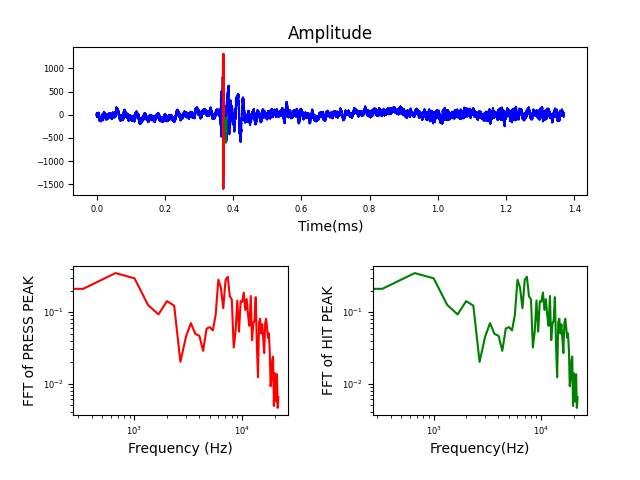 Amplitude
1000
500
0
−500
−1000
−1500
0.0 0.2 0.4 0.6 0.8 1.0 1.2 1.4
Time(ms)
FFT of PRESS PEAK
10⁻¹
10⁻²
10³ 10⁴
Frequency (Hz)
FFT of HIT PEAK
10⁻¹
10⁻²
10³ 10⁴
Frequency(Hz)